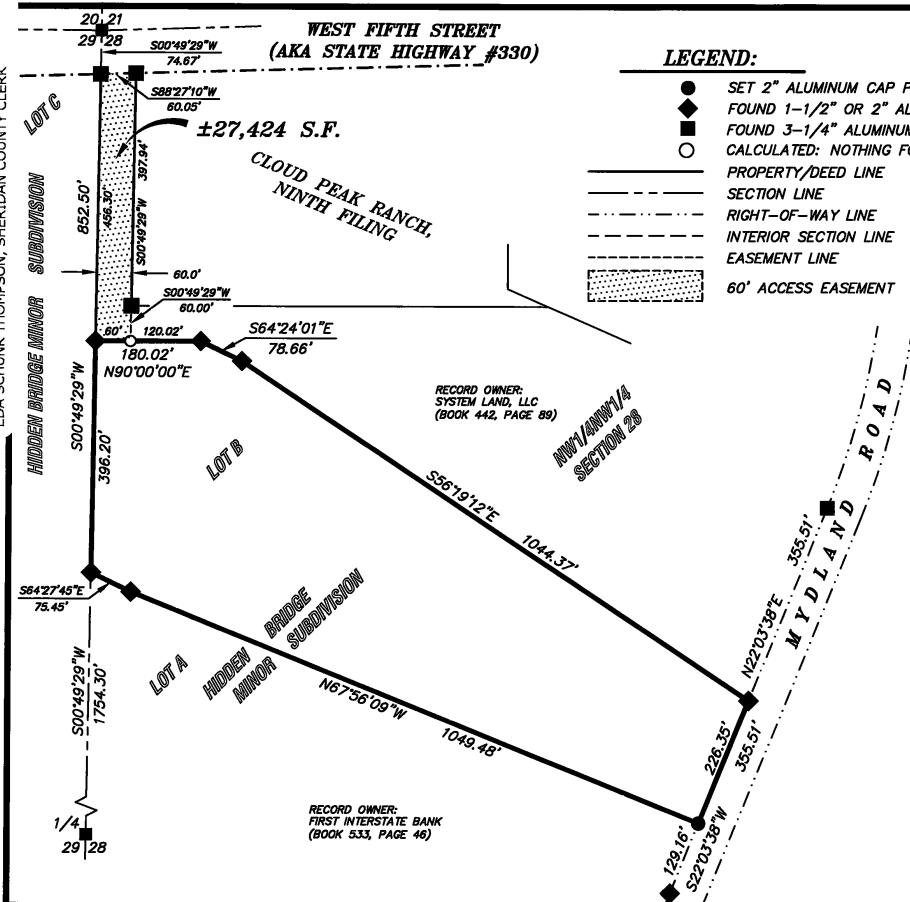 20 21
29 28
S00°49'29"W
74.67'
WEST FIFTH STREET
(AKA STATE HIGHWAY #330)
S88°27'10"W
60.05'
±27,424 S.F.
LOT C
CLOUD PEAK RANCH,
NINTH FILING
LEGEND:
SET 2" ALUMINUM CAP
FOUND 1-1/2" OR 2"
FOUND 3-1/4" ALUMINUM
CALCULATED: NOTHING
PROPERTY/DEED LINE
SECTION LINE
RIGHT-OF-WAY LINE
INTERIOR SECTION LINE
EASEMENT LINE
60' ACCESS EASEMENT
THOMPSON, SHERIDAN COUNTY CLERK
HIDDEN BRIDGE MINOR SUBDIVISION
852.50'
456.30'
397.94'
S00°49'29"W
60.0'
S00°49'29"W
60.00'
60' 120.02'
180.02'
N90°00'00"E
S64°24'01"E
78.66'
RECORD OWNER:
SYSTEM LAND, LLC
(BOOK 442, PAGE 89)
NW1/4NW1/4
SECTION 28
S00°49'29"W
396.20'
LOT B
S56°19'12"E
1044.37'
MYDLAND ROAD
355.51'
N22°03'38"E
S64°27'45"E
75.45'
LOT A
HIDDEN BRIDGE
MINOR SUBDIVISION
N67°56'09"W
1049.48'
S00°49'29"W
1754.30'
226.35'
355.51'
129.16'
S22°03'38"W
1/4
29 28
RECORD OWNER:
FIRST INTERSTATE BANK
(BOOK 533, PAGE 46)